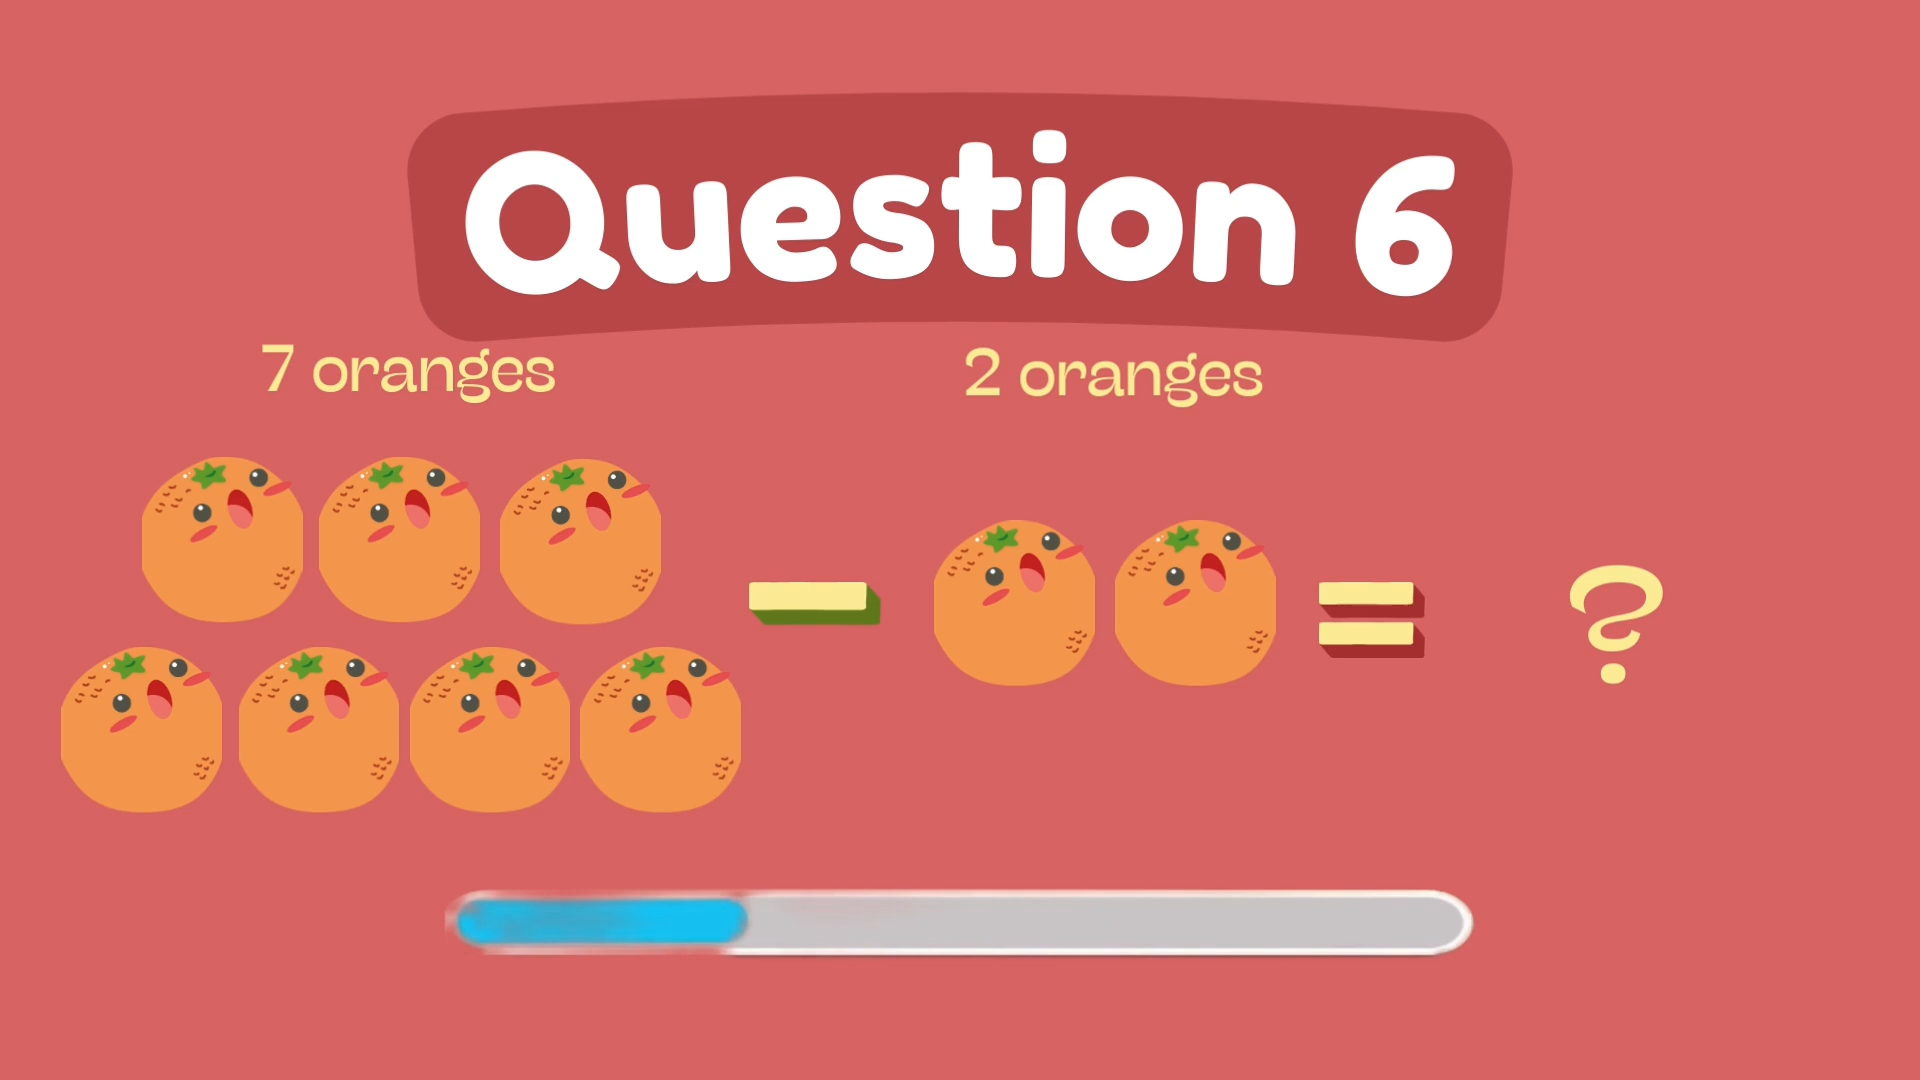 Question 6
7 oranges
2 oranges
− = ?